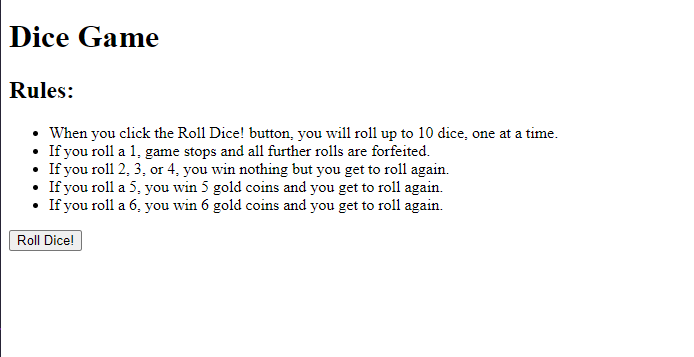 Dice Game
Rules:
When you click the Roll Dice! button, you will roll up to 10 dice, one at a time.
If you roll a 1, game stops and all further rolls are forfeited.
If you roll 2, 3, or 4, you win nothing but you get to roll again.
If you roll a 5, you win 5 gold coins and you get to roll again.
If you roll a 6, you win 6 gold coins and you get to roll again.
Roll Dice!